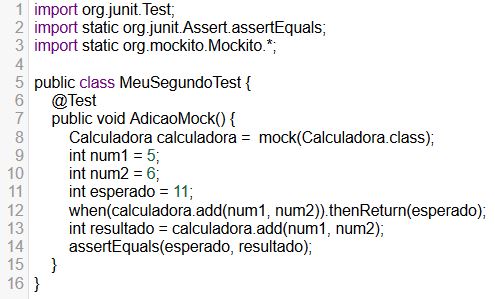 1 import org.junit.Test;
2 import static org.junit.Assert.assertEquals;
3 import static org.mockito.Mockito.*;
4
5 public class MeuSegundoTest {
6 @Test
7 public void AdicaoMock() {
8 Calculadora calculadora =  mock(Calculadora.class);
9 int num1 = 5;
10 int num2 = 6;
11 int esperado = 11;
12 when(calculadora.add(num1, num2)).thenReturn(esperado);
13 int resultado = calculadora.add(num1, num2);
14 assertEquals(esperado, resultado);
15 }
16 }